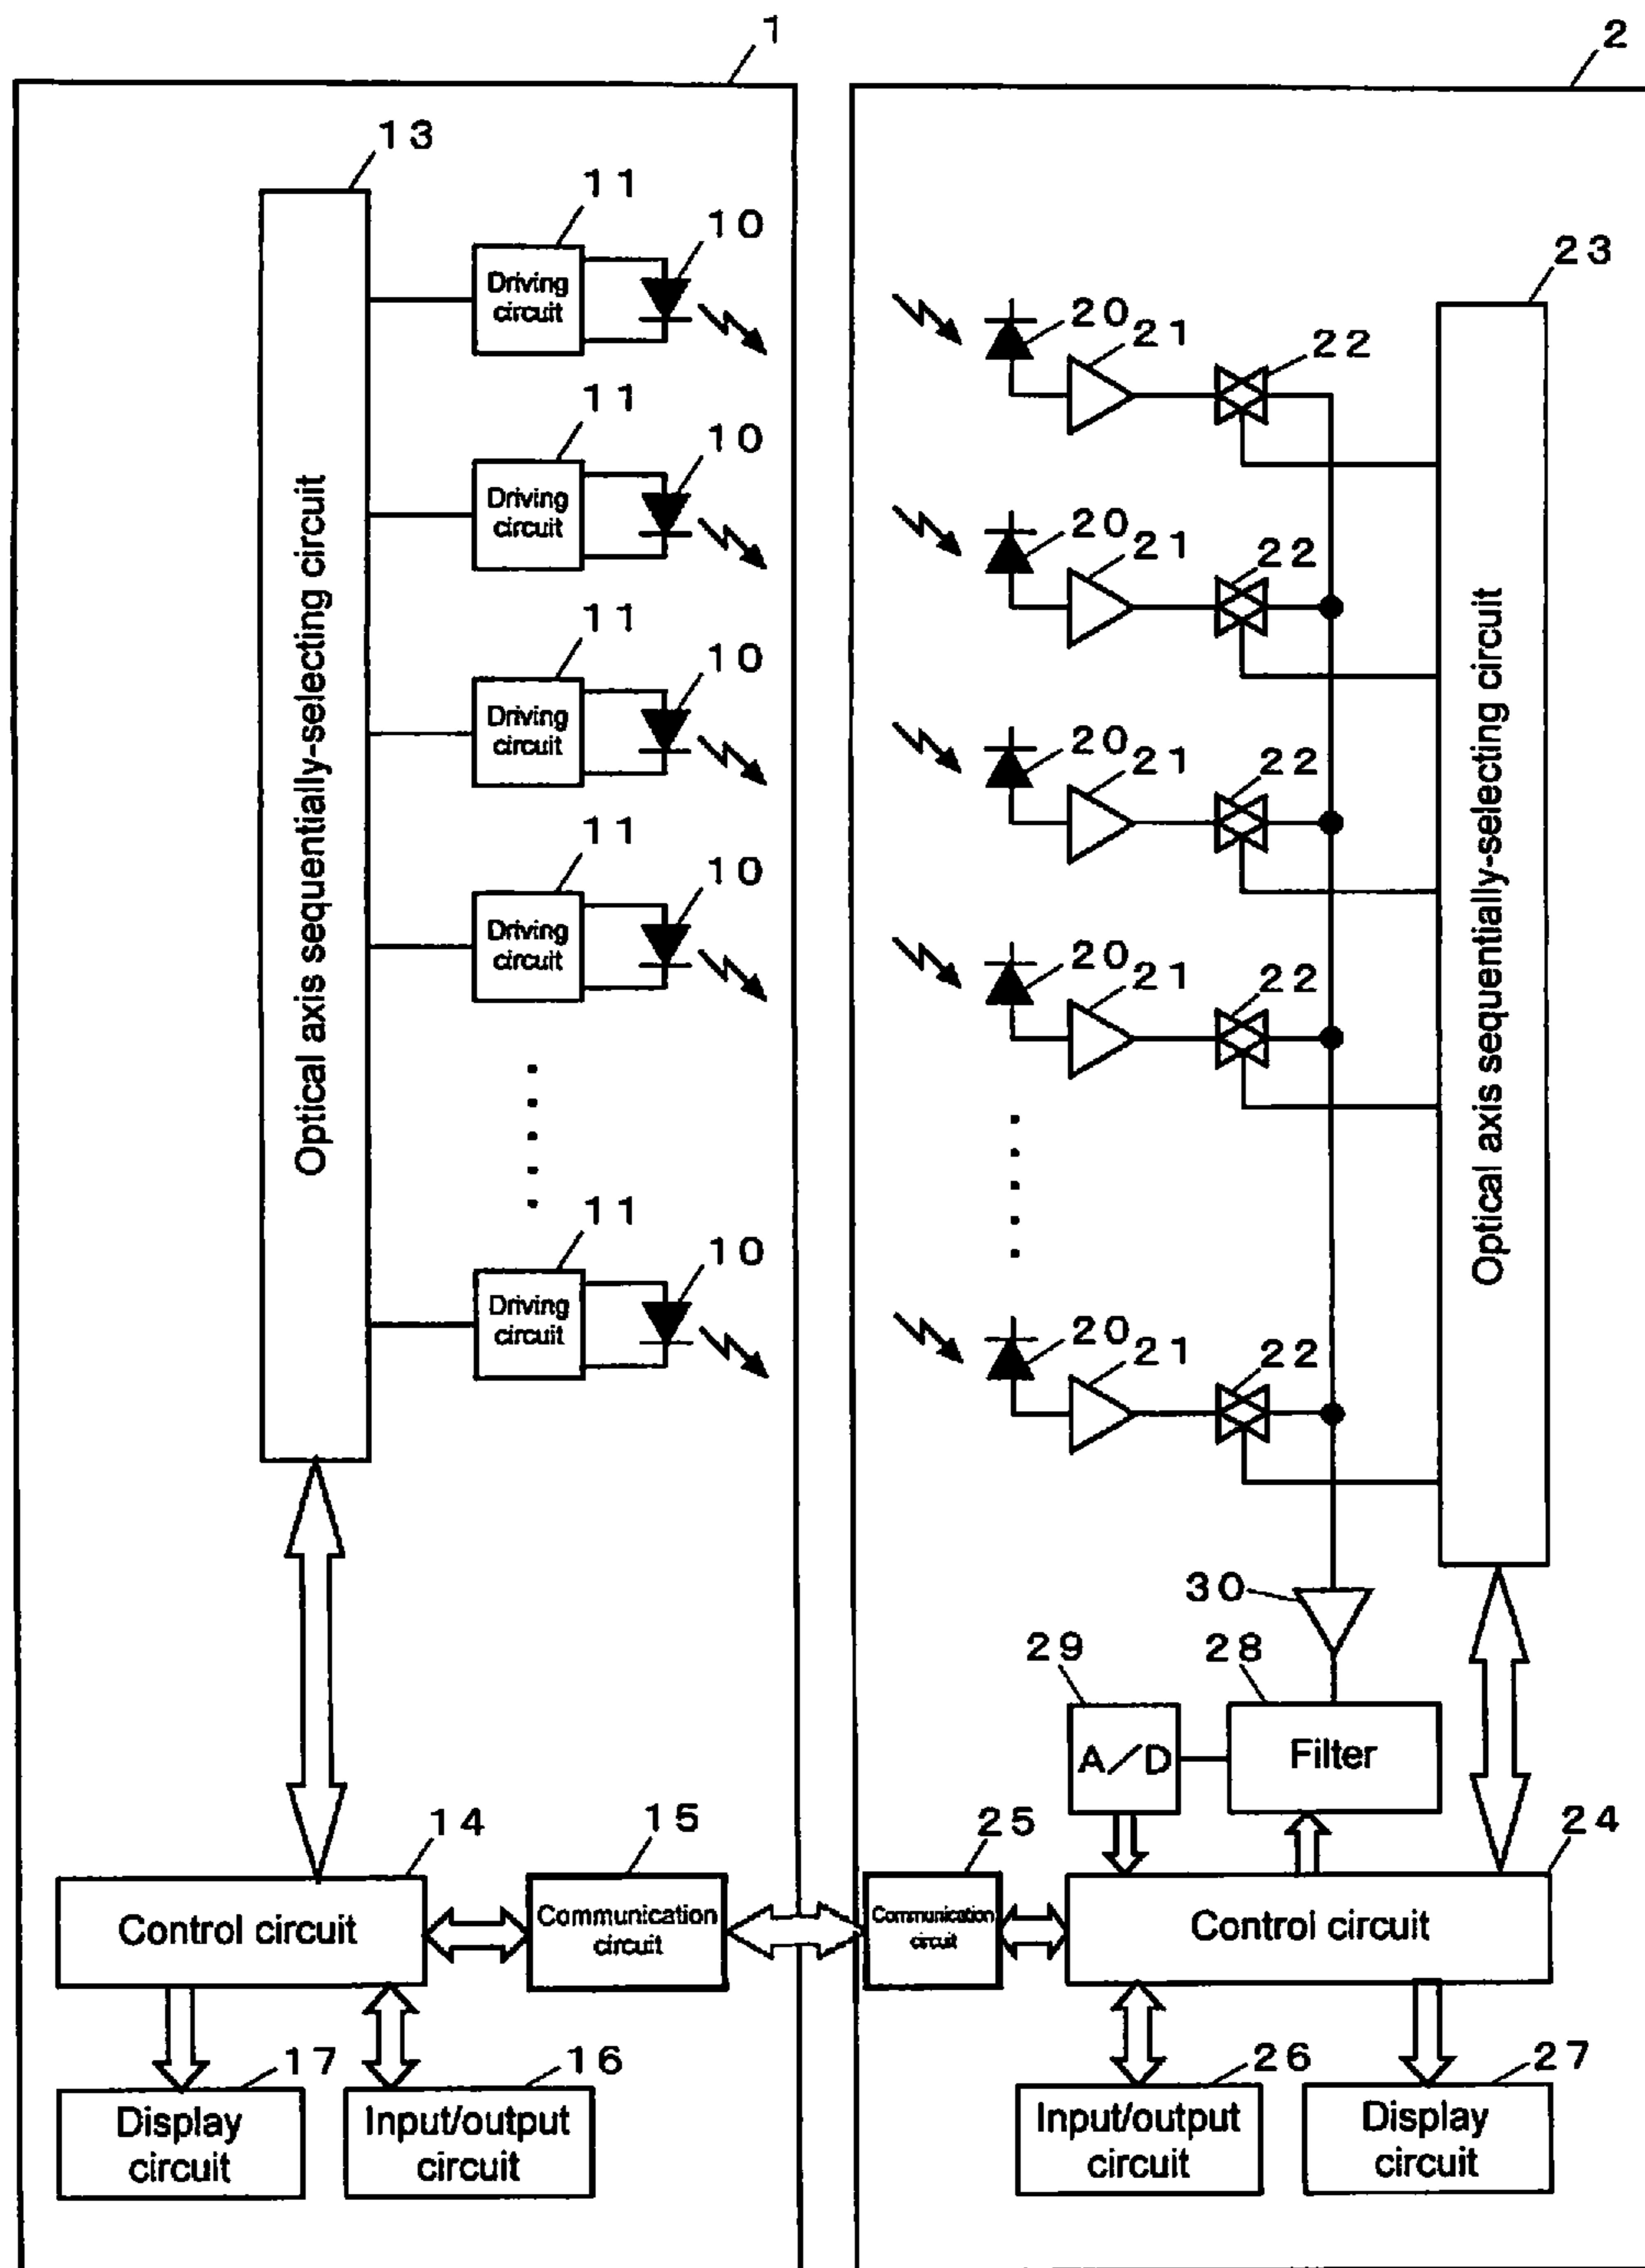 1
2
13
11
10
Driving
circuit
11
10
Driving
circuit
11
10
Driving
circuit
11
10
Driving
circuit
11
10
Driving
circuit
Optical axis sequentially-selecting circuit
14
15
Control circuit
Communication
circuit
17
16
Display
circuit
Input/output
circuit
23
20
21
22
20
21
22
20
21
22
20
21
22
20
21
22
Optical axis sequentially-selecting circuit
30
29
28
A/D
Filter
25
24
Communication
circuit
Control circuit
26
27
Input/output
circuit
Display
circuit